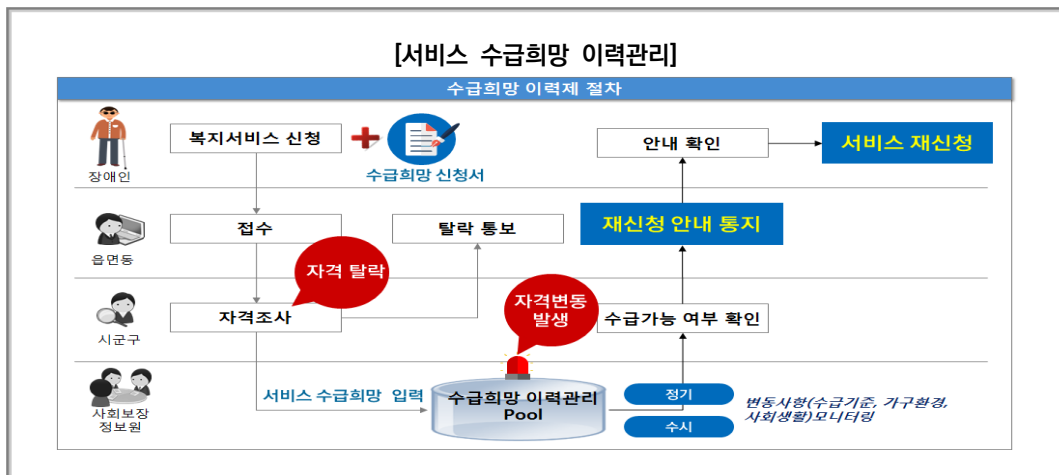 [서비스 수급희망 이력관리]
수급희망 이력제 절차
장애인
복지서비스 신청
수급희망 신청서
안내 확인
서비스 재신청
읍면동
접수
탈락 통보
재신청 안내 통지
자격 탈락
시군구
자격조사
자격변동
발생
수급가능 여부 확인
사회보장
정보원
서비스 수급희망 입력
수급희망 이력관리
Pool
정기
수시
변동사항(수급기준, 가구환경,
사회생활)모니터링